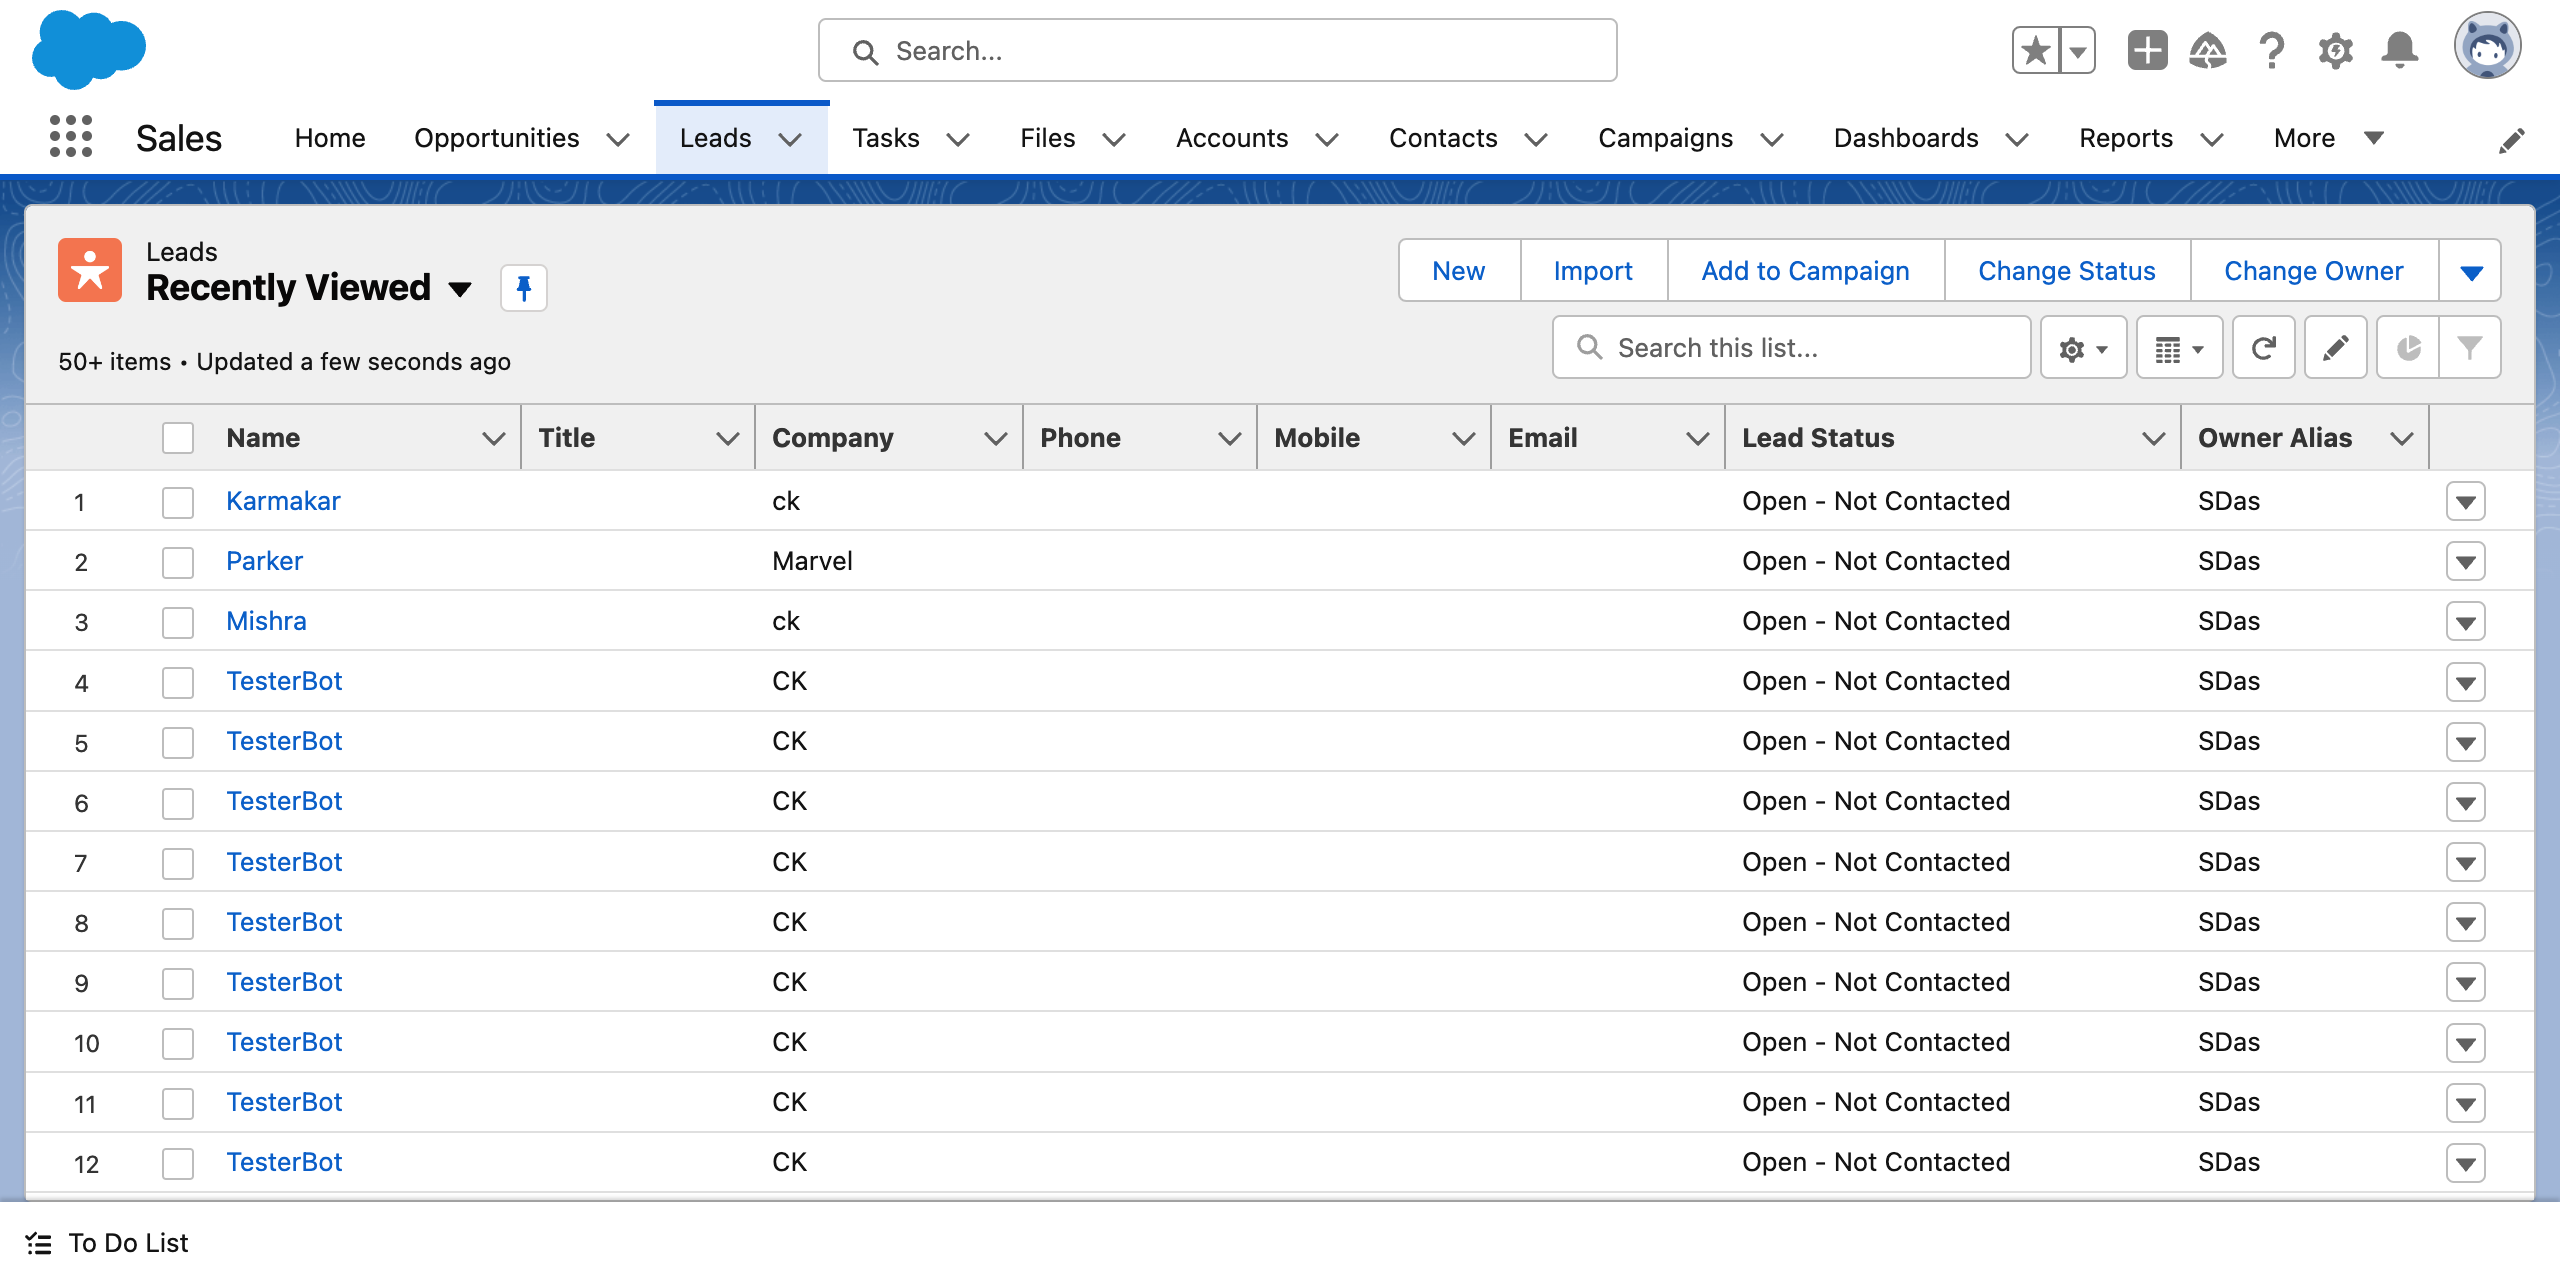 Search...
Sales
Home
Opportunities
Leads
Tasks
Files
Accounts
Contacts
Campaigns
Dashboards
Reports
More
Leads
Recently Viewed
New
Import
Add to Campaign
Change Status
Change Owner
50+ items • Updated a few seconds ago
Search this list...
Name Title Company Phone Mobile Email Lead Status Owner Alias
1 Karmakar ck Open - Not Contacted SDas
2 Parker Marvel Open - Not Contacted SDas
3 Mishra ck Open - Not Contacted SDas
4 TesterBot CK Open - Not Contacted SDas
5 TesterBot CK Open - Not Contacted SDas
6 TesterBot CK Open - Not Contacted SDas
7 TesterBot CK Open - Not Contacted SDas
8 TesterBot CK Open - Not Contacted SDas
9 TesterBot CK Open - Not Contacted SDas
10 TesterBot CK Open - Not Contacted SDas
11 TesterBot CK Open - Not Contacted SDas
12 TesterBot CK Open - Not Contacted SDas
To Do List